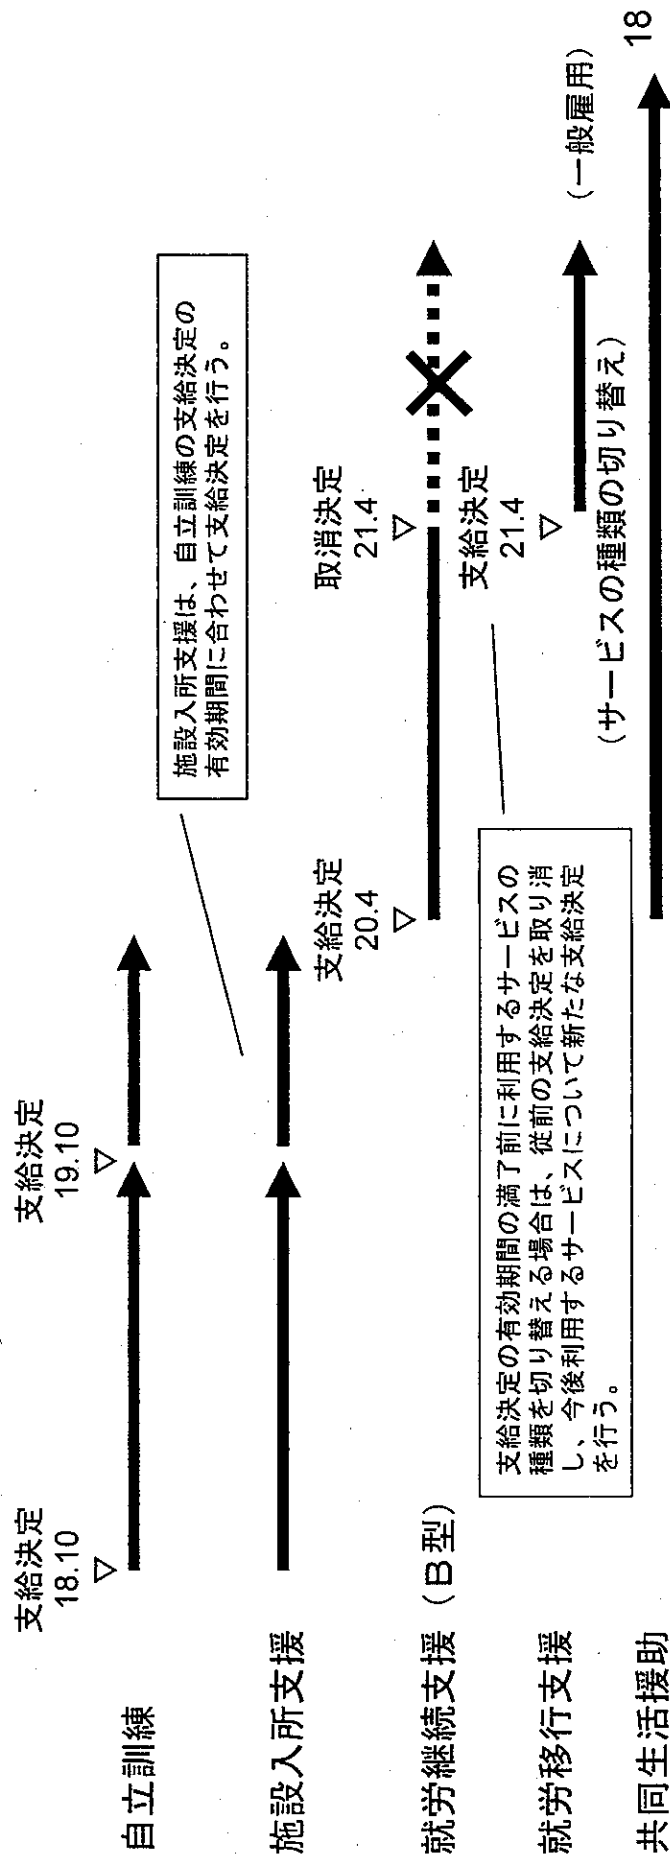 支給決定
18.10
▽
支給決定
19.10
▽
自立訓練
施設入所支援は、自立訓練の支給決定の
有効期間に合わせて支給決定を行う。
施設入所支援
支給決定
20.4
▽
取消決定
21.4
▽
就労継続支援（Ｂ型）
支給決定
21.4
▽
支給決定の有効期間の満了前に利用するサービスの
種類を切り替える場合は、従前の支給決定を取り消
し、今後利用するサービスについて新たな支給決定
を行う。
就労移行支援
（一般雇用）
（サービスの種類の切り替え）
共同生活援助
18